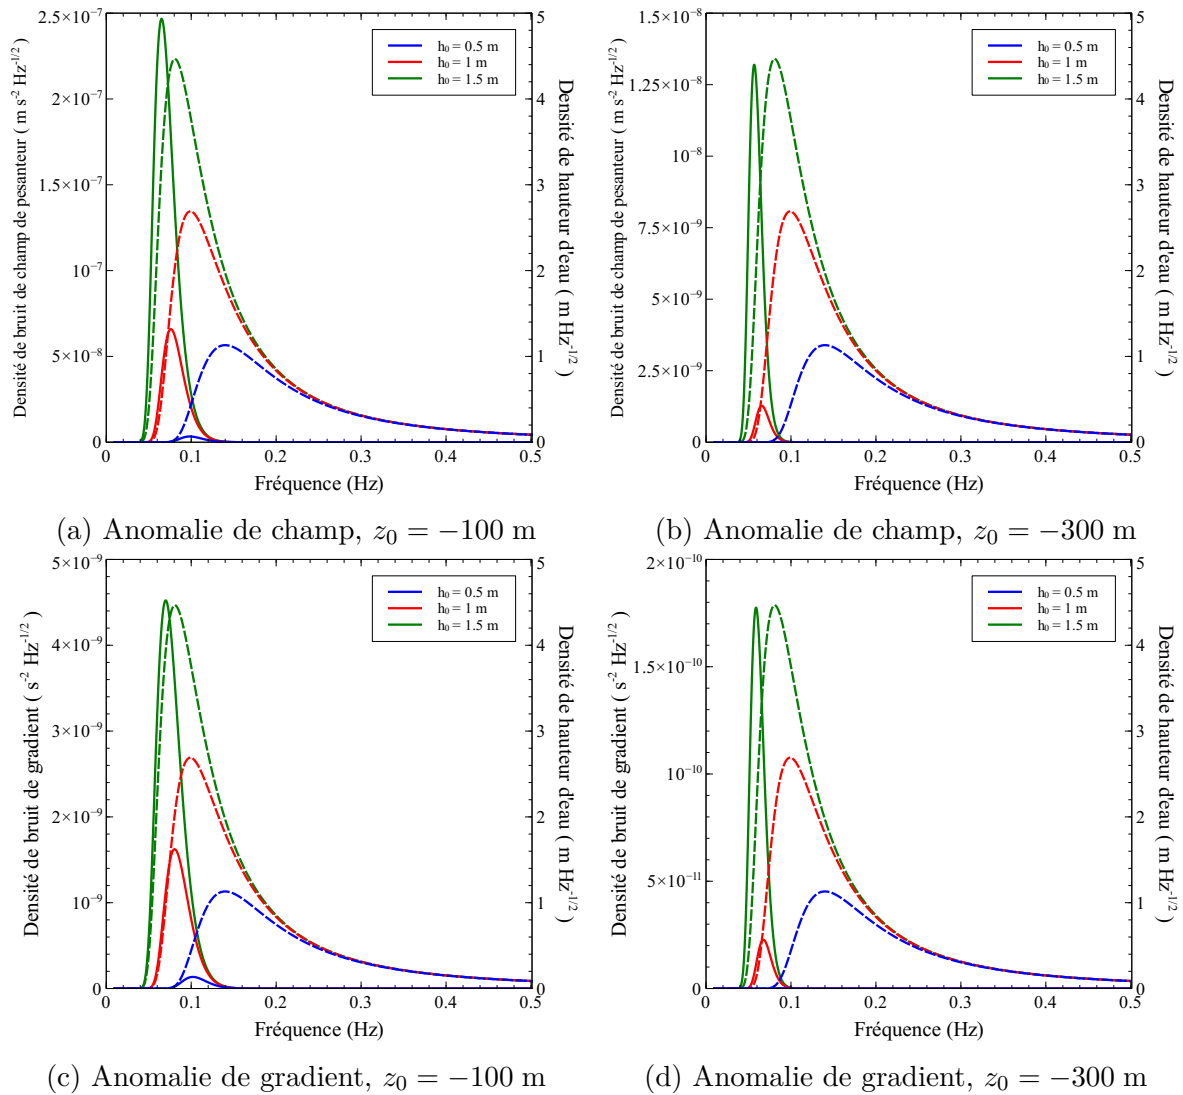 2.5×10-7
2×10-7
1.5×10-7
1×10-7
5×10-8
0
0
0.1
0.2
0.3
0.4
0.5
5
4
3
2
1
0
Densité de bruit de champ de pesanteur ( m s-2 Hz-1/2 )
Densité de hauteur d'eau ( m Hz-1/2 )
Fréquence (Hz)
h0 = 0.5 m
h0 = 1 m
h0 = 1.5 m
(a) Anomalie de champ, z0 = −100 m
1.5×10-8
1.25×10-8
10-8
7.5×10-9
5×10-9
2.5×10-9
0
0
0.1
0.2
0.3
0.4
0.5
5
4
3
2
1
0
Densité de bruit de champ de pesanteur ( m s-2 Hz-1/2 )
Densité de hauteur d'eau ( m Hz-1/2 )
Fréquence (Hz)
h0 = 0.5 m
h0 = 1 m
h0 = 1.5 m
(b) Anomalie de champ, z0 = −300 m
5×10-9
4×10-9
3×10-9
2×10-9
10-9
0
0
0.1
0.2
0.3
0.4
0.5
5
4
3
2
1
0
Densité de bruit de gradient ( s-2 Hz-1/2 )
Densité de hauteur d'eau ( m Hz-1/2 )
Fréquence (Hz)
h0 = 0.5 m
h0 = 1 m
h0 = 1.5 m
(c) Anomalie de gradient, z0 = −100 m
2×10-10
1.5×10-10
10-10
5×10-11
0
0
0.1
0.2
0.3
0.4
0.5
5
4
3
2
1
0
Densité de bruit de gradient ( s-2 Hz-1/2 )
Densité de hauteur d'eau ( m Hz-1/2 )
Fréquence (Hz)
h0 = 0.5 m
h0 = 1 m
h0 = 1.5 m
(d) Anomalie de gradient, z0 = −300 m